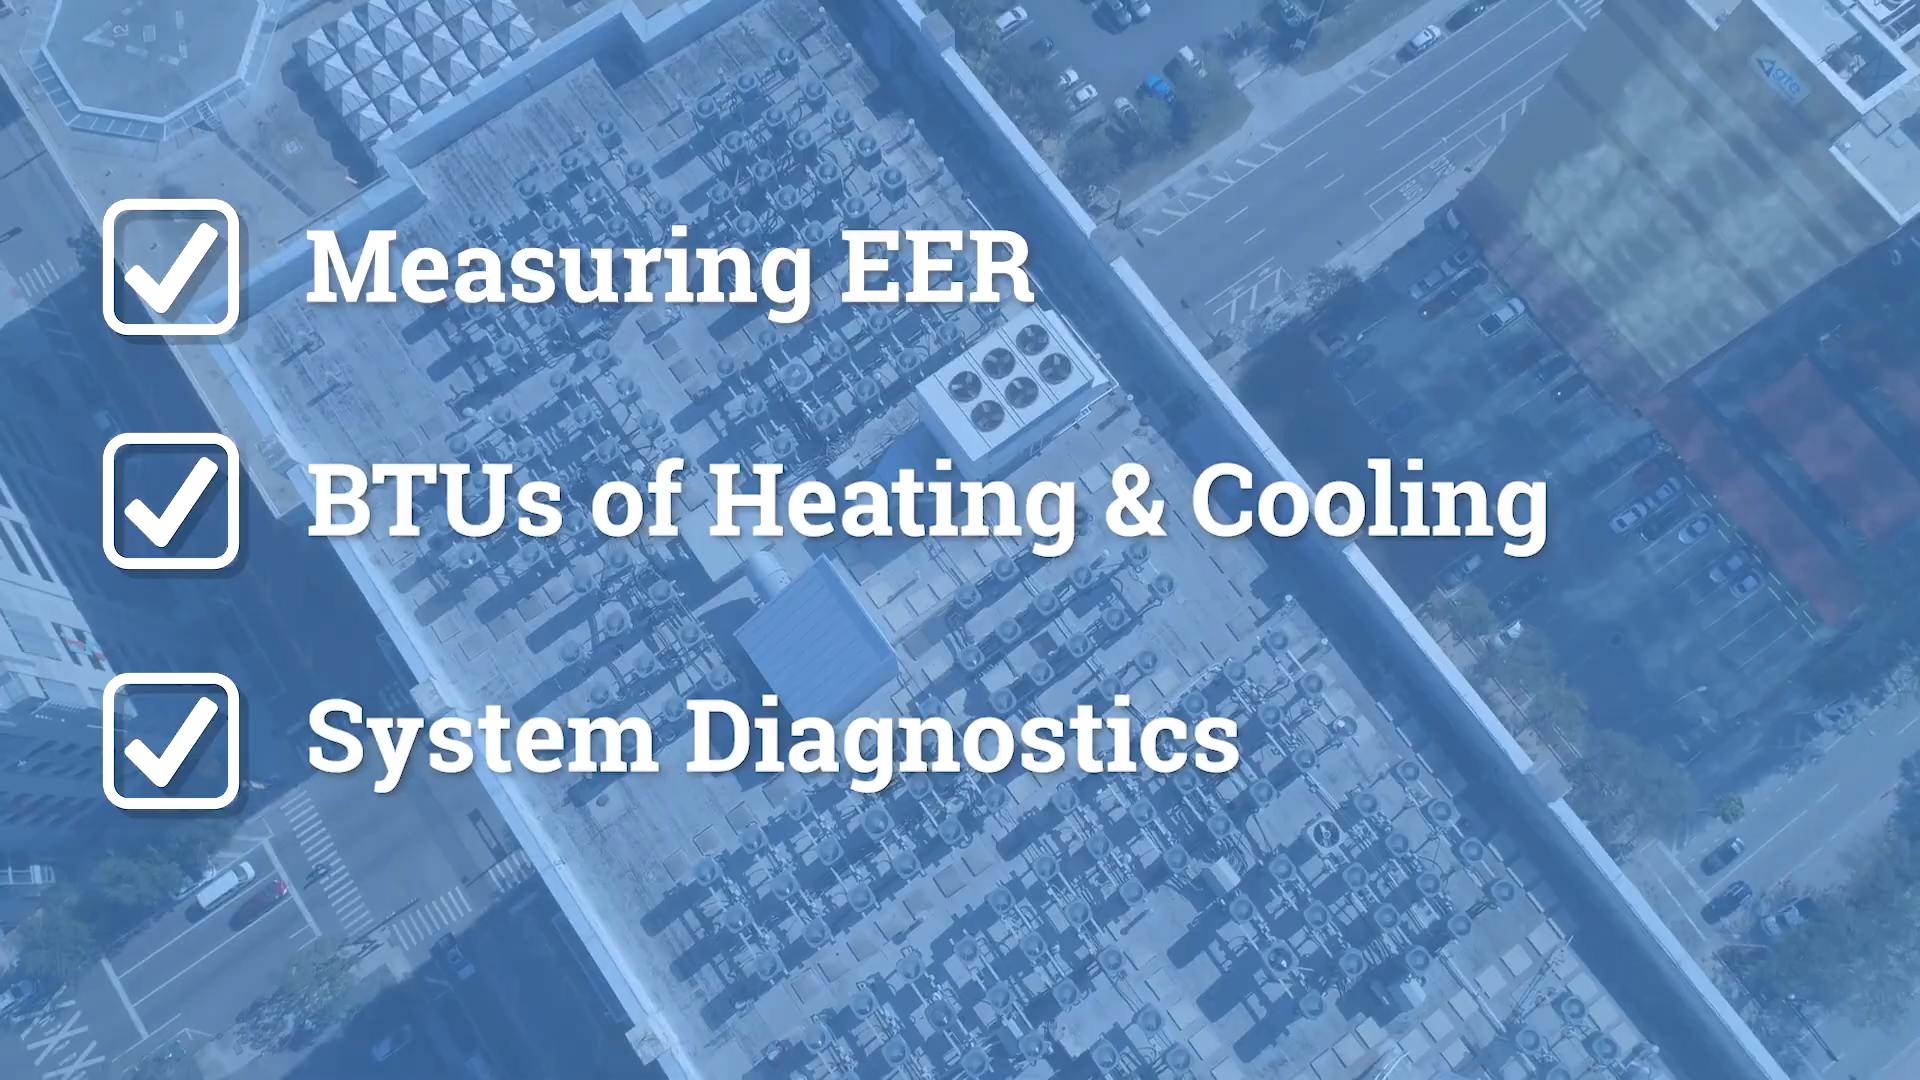 Measuring EER
BTUs of Heating & Cooling
System Diagnostics